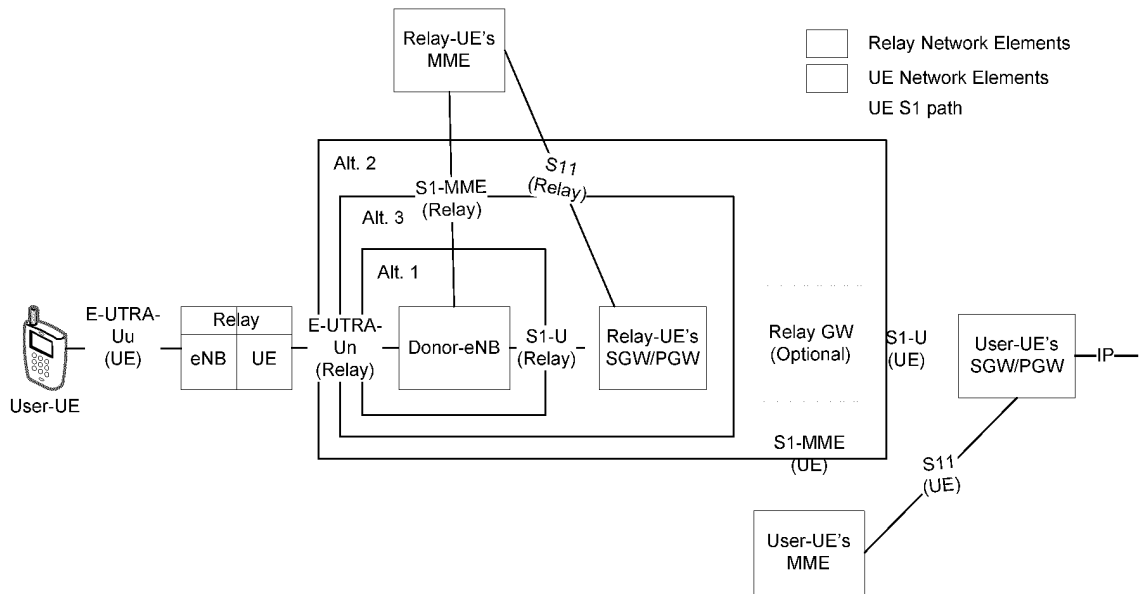 Relay-UE's
MME
Relay Network Elements
UE Network Elements
UE S1 path
Alt. 2
S11
(Relay)
S1-MME
(Relay)
Alt. 3
Alt. 1
E-UTRA-
Uu
(UE)
Relay
eNB
UE
E-UTRA-
Un
(Relay)
Donor-eNB
S1-U
(Relay)
Relay-UE's
SGW/PGW
Relay GW
(Optional)
S1-U
(UE)
User-UE's
SGW/PGW
IP
User-UE
S1-MME
(UE)
S11
(UE)
User-UE's
MME